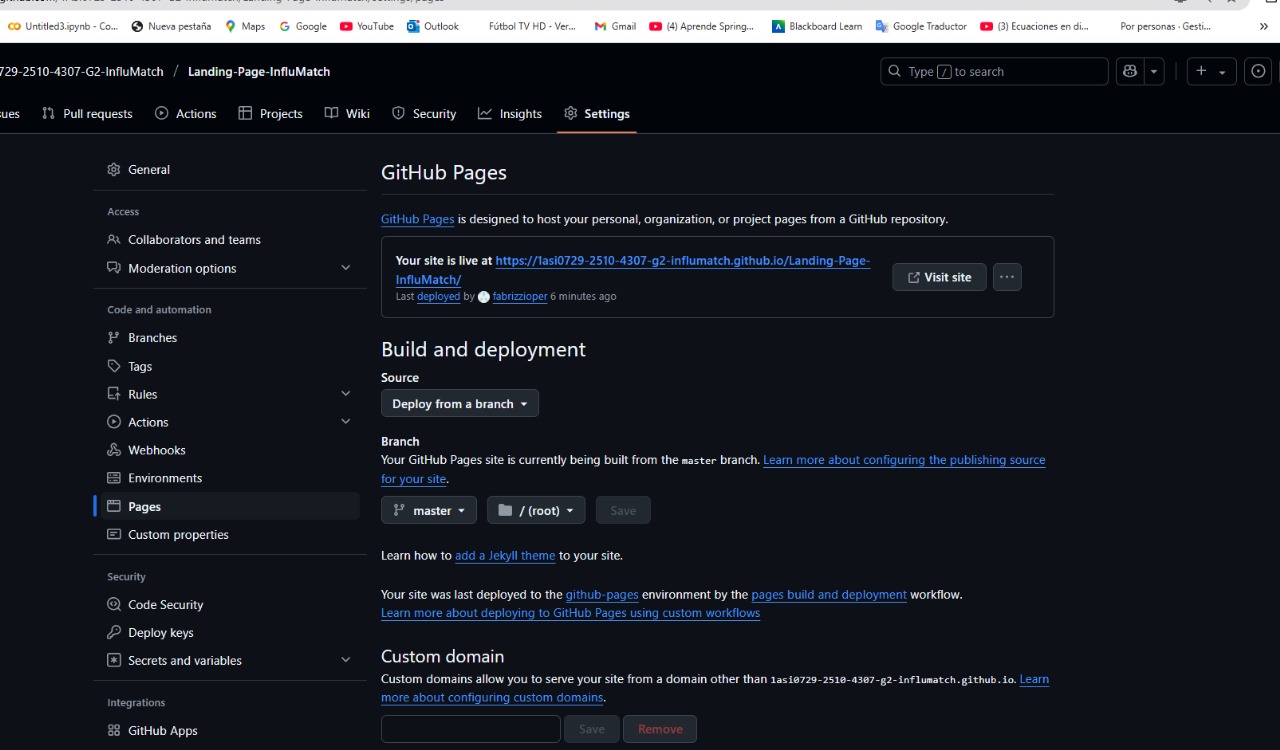 Untitled3.ipynb - Co... Nueva pestaña Maps Google YouTube Outlook Fútbol TV HD - Ver... Gmail (4) Aprende Spring... Blackboard Learn Google Traductor (3) Ecuaciones en di... Por personas · Gesti... »
729-2510-4307-G2-InfluMatch / Landing-Page-InfluMatch Type / to search
ues Pull requests Actions Projects Wiki Security Insights Settings
General
Access
Collaborators and teams
Moderation options
Code and automation
Branches
Tags
Rules
Actions
Webhooks
Environments
Pages
Custom properties
Security
Code Security
Deploy keys
Secrets and variables
Integrations
GitHub Apps
GitHub Pages
GitHub Pages is designed to host your personal, organization, or project pages from a GitHub repository.
Your site is live at https://1asi0729-2510-4307-g2-influmatch.github.io/Landing-Page-
InfluMatch/
Last deployed by fabrizzioper 6 minutes ago
Visit site ...
Build and deployment
Source
Deploy from a branch
Branch
Your GitHub Pages site is currently being built from the master branch. Learn more about configuring the publishing source
for your site.
master / (root) Save
Learn how to add a Jekyll theme to your site.
Your site was last deployed to the github-pages environment by the pages build and deployment workflow.
Learn more about deploying to GitHub Pages using custom workflows
Custom domain
Custom domains allow you to serve your site from a domain other than 1asi0729-2510-4307-g2-influmatch.github.io. Learn
more about configuring custom domains.
Save Remove